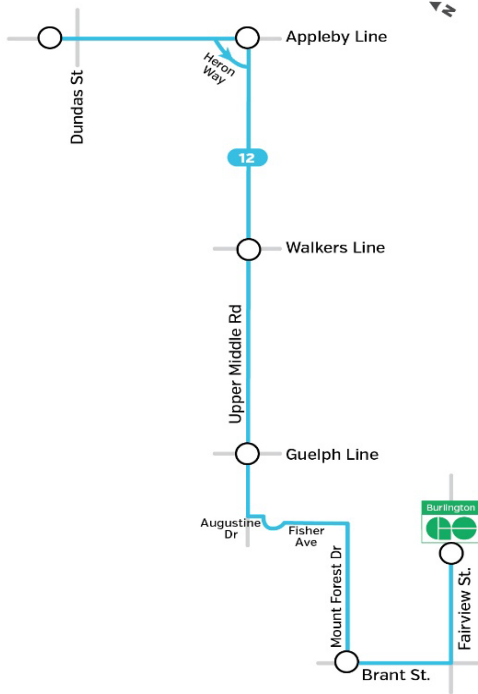 N
Appleby Line
Heron
Way
Dundas St
12
Walkers Line
Upper Middle Rd
Guelph Line
Burlington
GO
Augustine
Dr
Fisher
Ave
Mount Forest Dr
Fairview St.
Brant St.